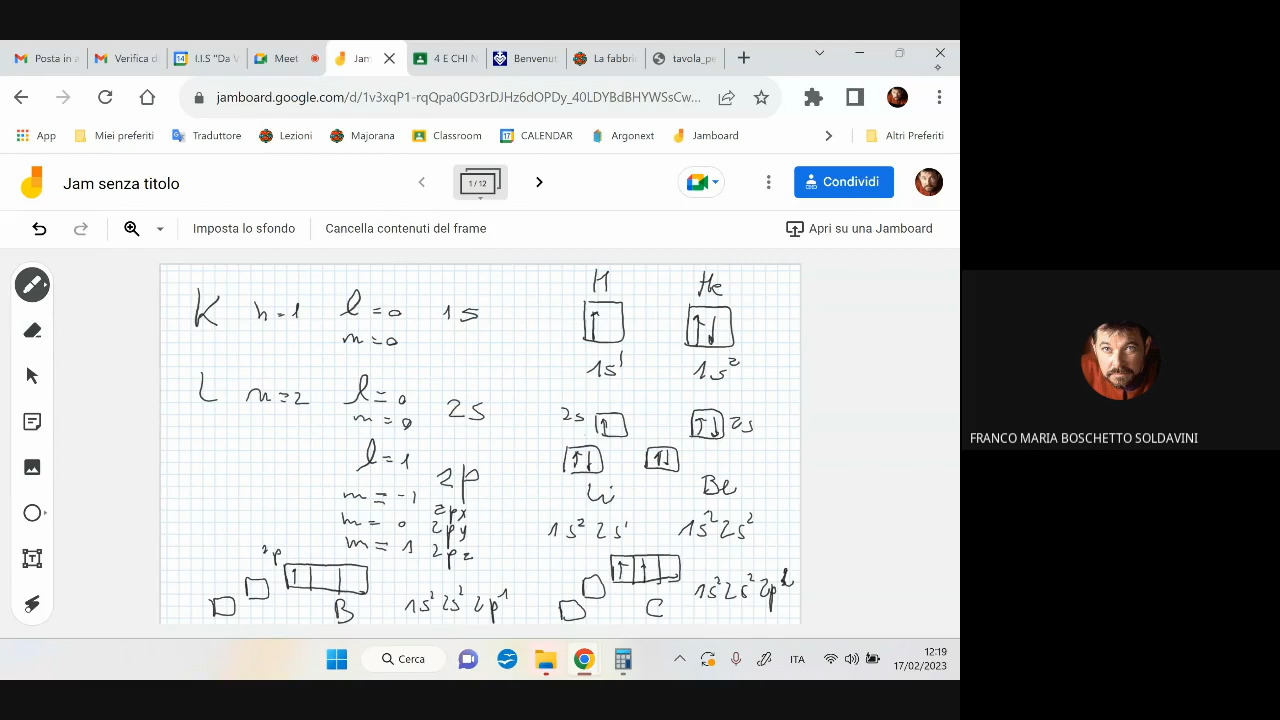 Posta in a
Verifica d
14
I.I.S "Da V
Meet
Jam
4 E CHI N
Benvenut
La fabbri
tavola_pe
jamboard.google.com/d/1v3xqP1-rqQpa0GD3rDJHz6dOPDy_40LDYBdBHYWSsCw...
App
Miei preferiti
Traduttore
Lezioni
Majorana
Classroom
17
CALENDAR
Argonext
Jamboard
Altri Preferiti
Jam senza titolo
1 / 12
Condividi
Imposta lo sfondo
Cancella contenuti del frame
Apri su una Jamboard
H He
K n=1 l=0 1s
m=0
1s¹ 1s²
L n=2 l=0 2s
m=0
2s 2s
l=1
2p
Li Be
m=-1 2px
m=0 2py
m=1 2pz
1s² 2s¹ 1s² 2s²
2p
B 1s² 2s² 2p¹
C 1s² 2s² 2p²
FRANCO MARIA BOSCHETTO SOLDAVINI
Cerca
ITA
12:19
17/02/2023